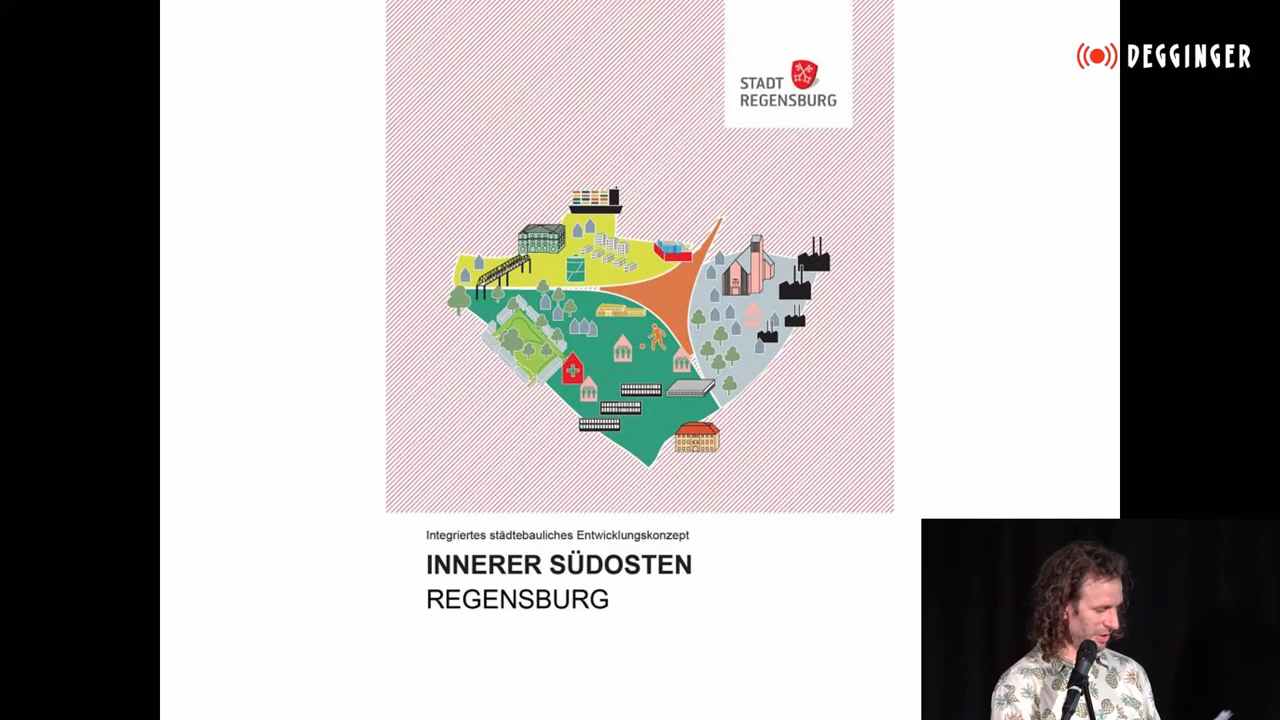 STADT
REGENSBURG
DEGGINGER
Integriertes städtebauliches Entwicklungskonzept
INNERER SÜDOSTEN
REGENSBURG